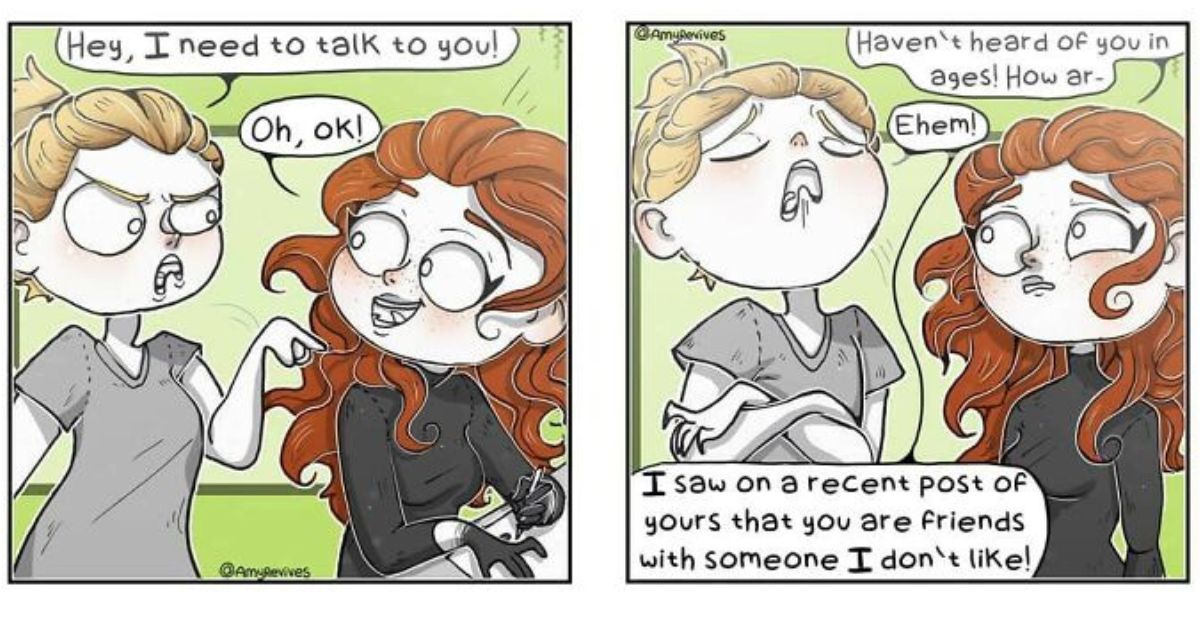 Hey, I need to talk to you!
Oh, ok!
@AmyRevives
@AmyRevives
Haven't heard of you in
ages! How ar-
Ehem!
I saw on a recent post of
yours that you are friends
with someone I don't like!